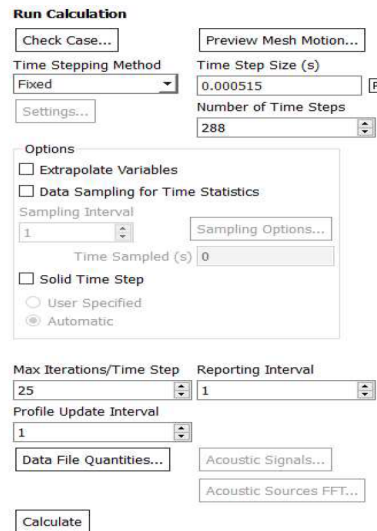 Run Calculation
Check Case... Preview Mesh Motion...
Time Stepping Method Time Step Size (s)
Fixed 0.000515
Settings... Number of Time Steps
288
Options
Extrapolate Variables
Data Sampling for Time Statistics
Sampling Interval
1 Sampling Options...
Time Sampled (s) 0
Solid Time Step
User Specified
Automatic
Max Iterations/Time Step Reporting Interval
25 1
Profile Update Interval
1
Data File Quantities... Acoustic Signals...
Acoustic Sources FFT...
Calculate